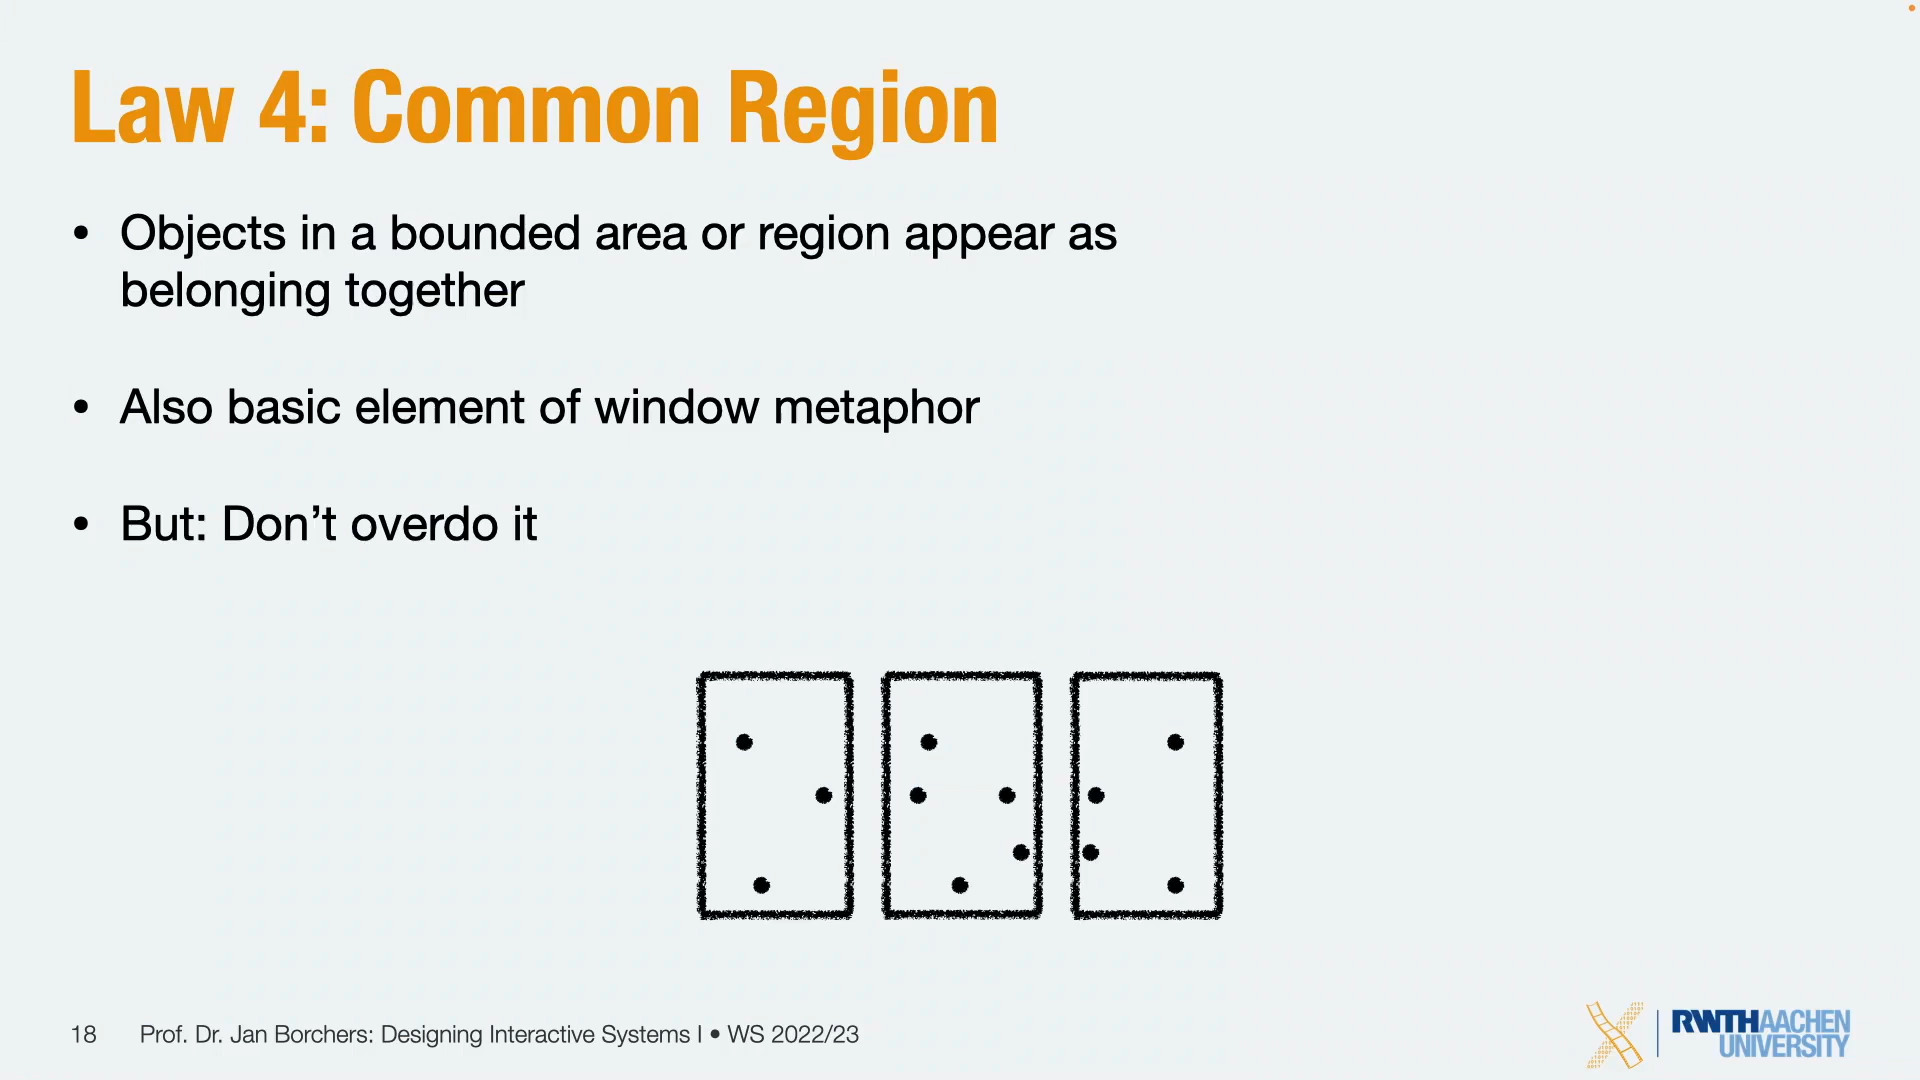 Law 4: Common Region
• Objects in a bounded area or region appear as
belonging together
• Also basic element of window metaphor
• But: Don’t overdo it
18 Prof. Dr. Jan Borchers: Designing Interactive Systems I • WS 2022/23
RWTHAACHEN
UNIVERSITY